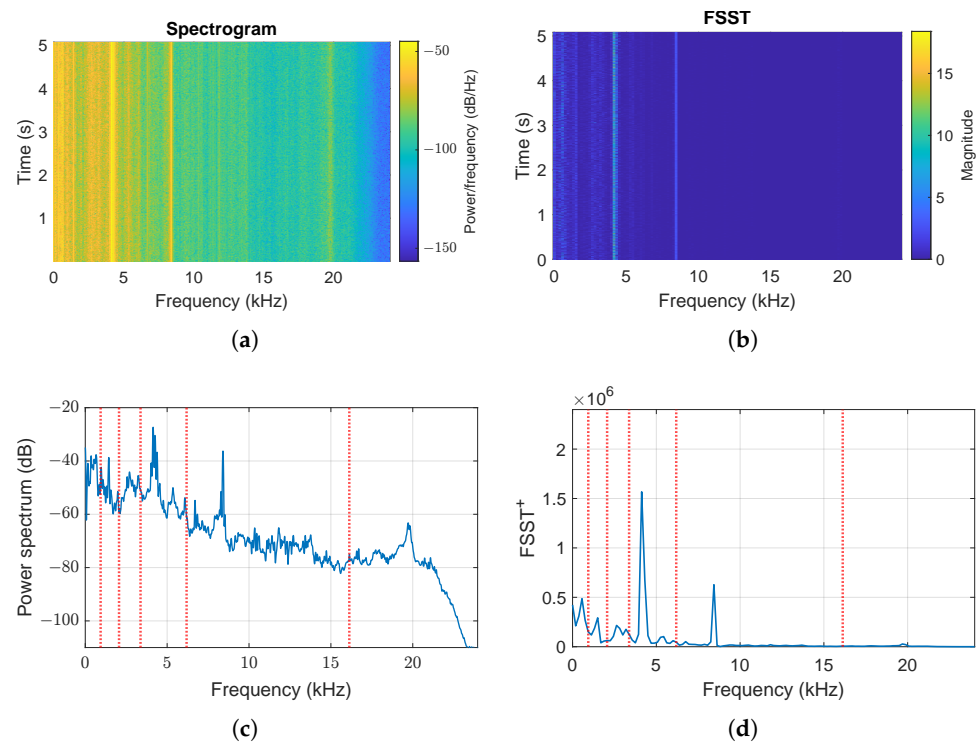 Spectrogram
5
4
3
2
1
Time (s)
0 5 10 15 20
Frequency (kHz)
−50
−100
−150
Power/frequency (dB/Hz)
(a)
FSST
5
4
3
2
1
0
Time (s)
0 5 10 15 20
Frequency (kHz)
15
10
5
0
Magnitude
(b)
−20
−40
−60
−80
−100
Power spectrum (dB)
0 5 10 15 20
Frequency (kHz)
(c)
×10⁶
2
1.5
1
0.5
0
FSST⁺
0 5 10 15 20
Frequency (kHz)
(d)